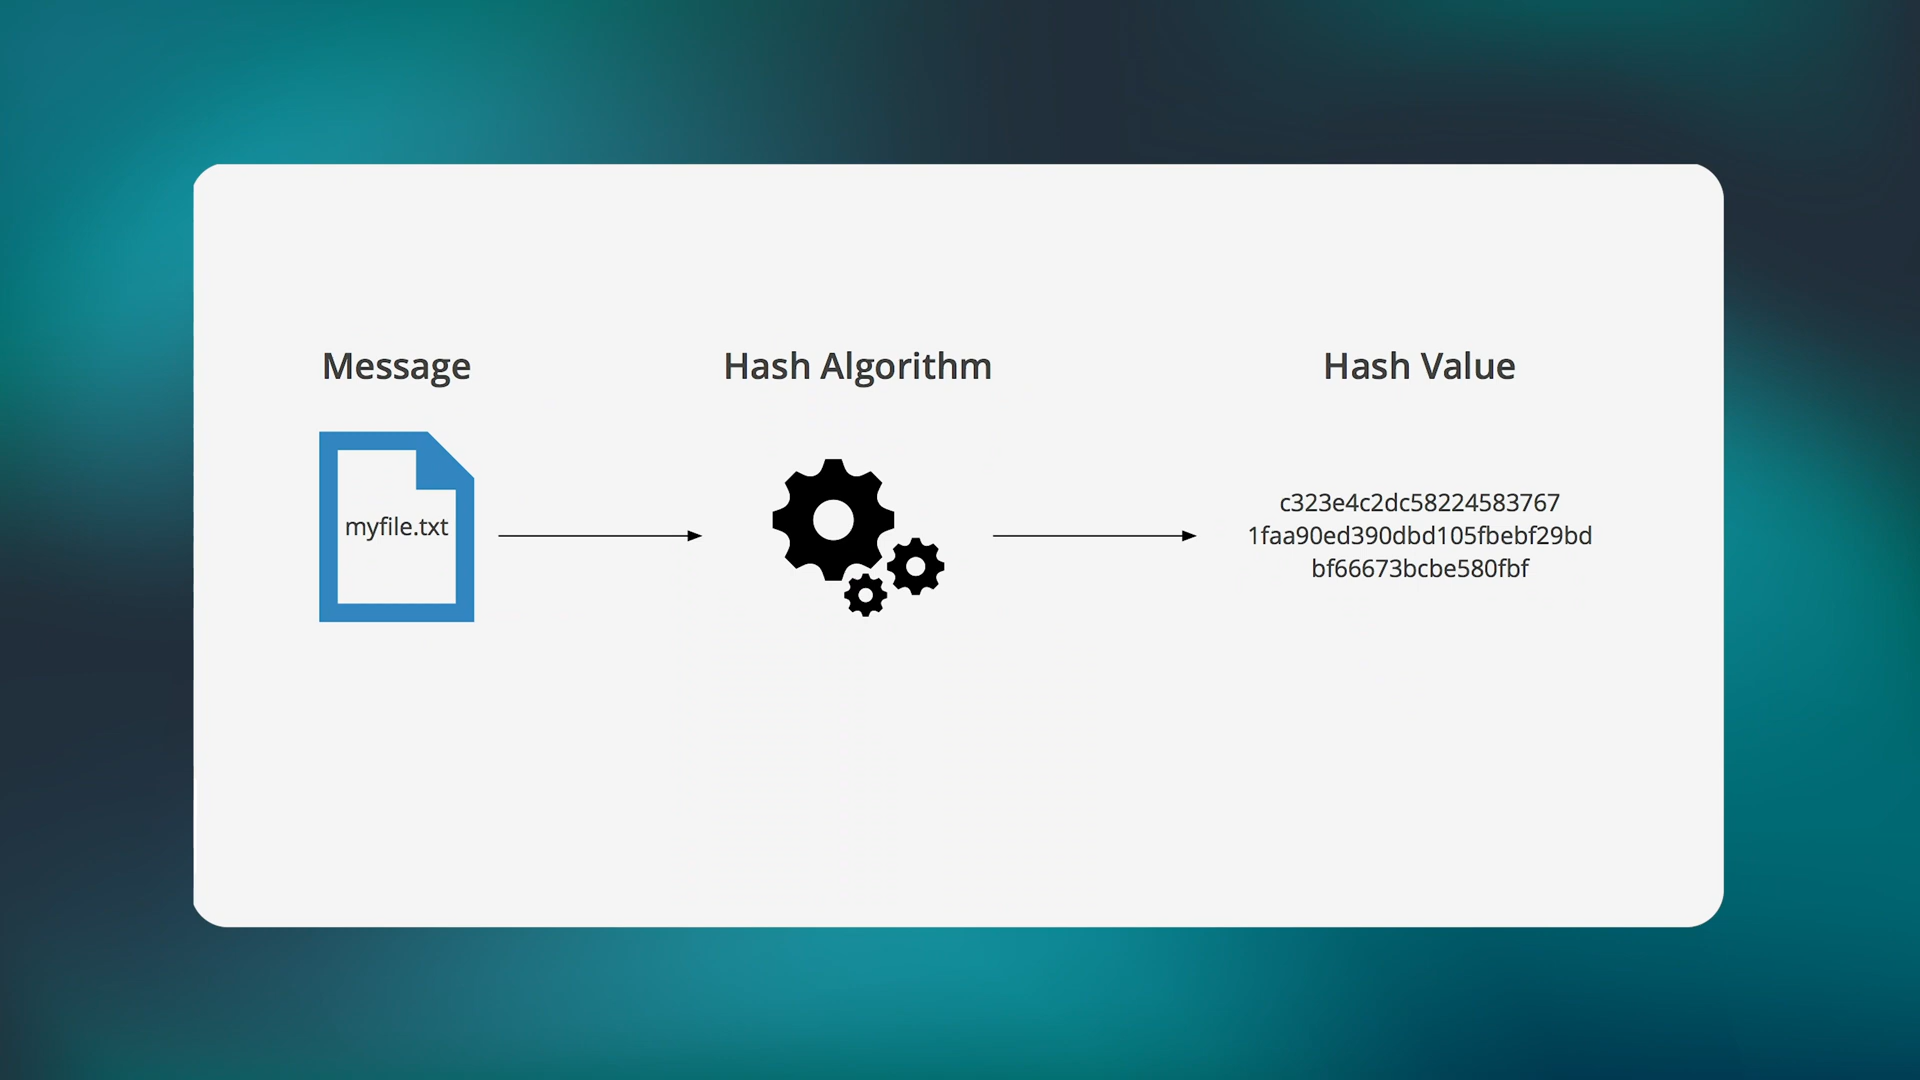 Message
Hash Algorithm
Hash Value
myfile.txt
c323e4c2dc58224583767
1faa90ed390dbd105fbebf29bd
bf66673bcbe580fbf